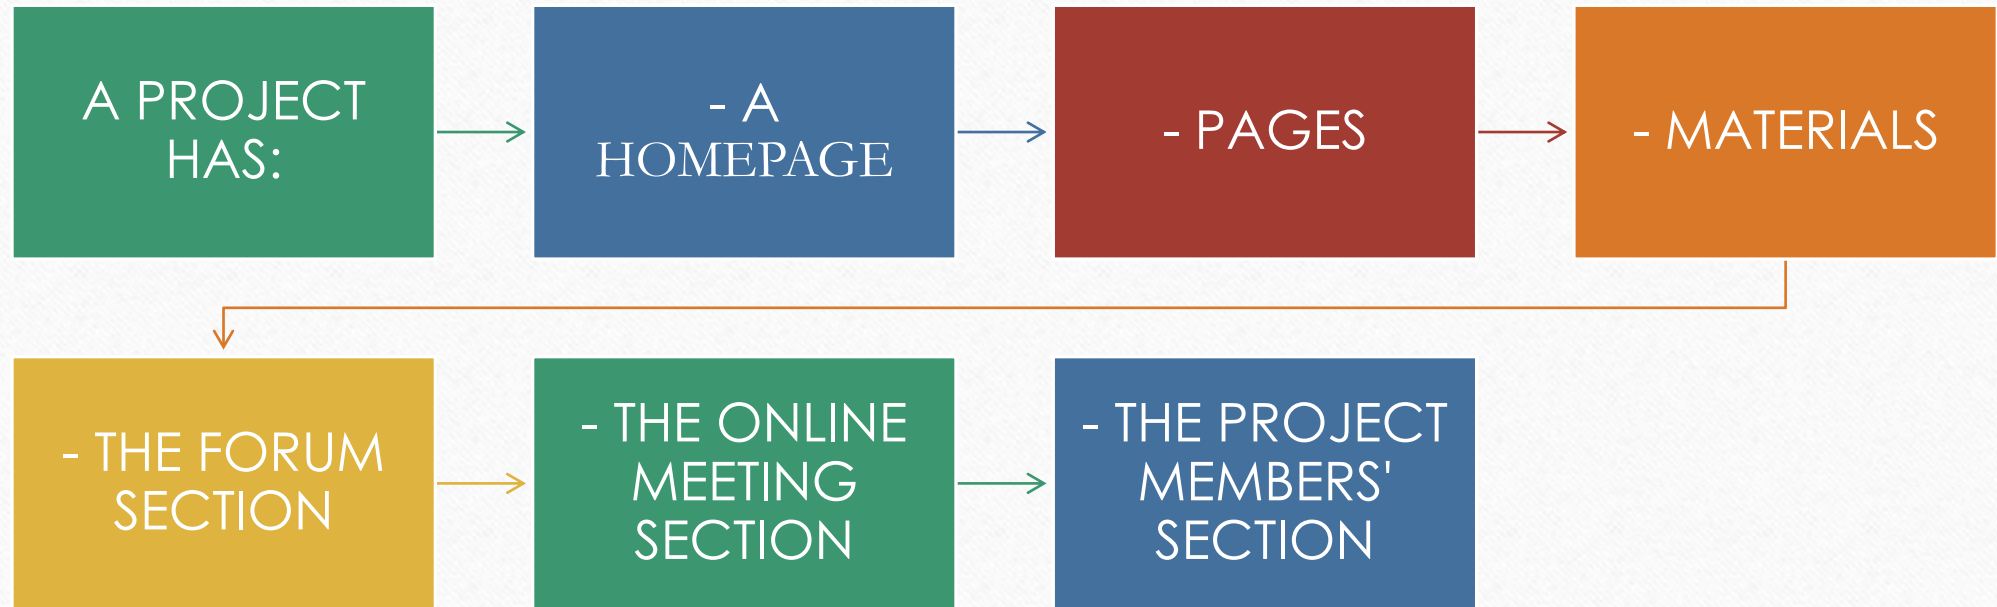 A PROJECT
HAS:
- A
HOMEPAGE
- PAGES
- MATERIALS
- THE FORUM
SECTION
- THE ONLINE
MEETING
SECTION
- THE PROJECT
MEMBERS'
SECTION